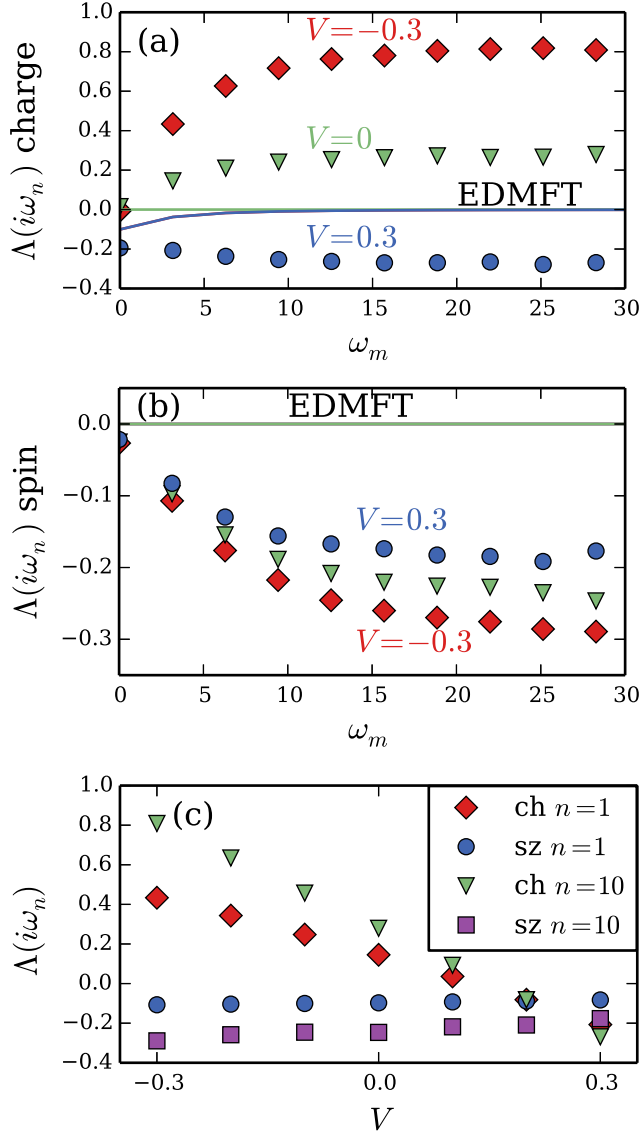 (a)
V=−0.3
V=0
EDMFT
V=0.3
Λ(iωₙ) charge
1.0
0.8
0.6
0.4
0.2
0.0
−0.2
−0.4
0 5 10 15 20 25 30
ωₘ
(b)
EDMFT
V=0.3
V=−0.3
Λ(iωₙ) spin
0.0
−0.1
−0.2
−0.3
0 5 10 15 20 25 30
ωₘ
(c)
ch n=1
sz n=1
ch n=10
sz n=10
Λ(iωₙ)
1.0
0.8
0.6
0.4
0.2
0.0
−0.2
−0.4
−0.3 0.0 0.3
V